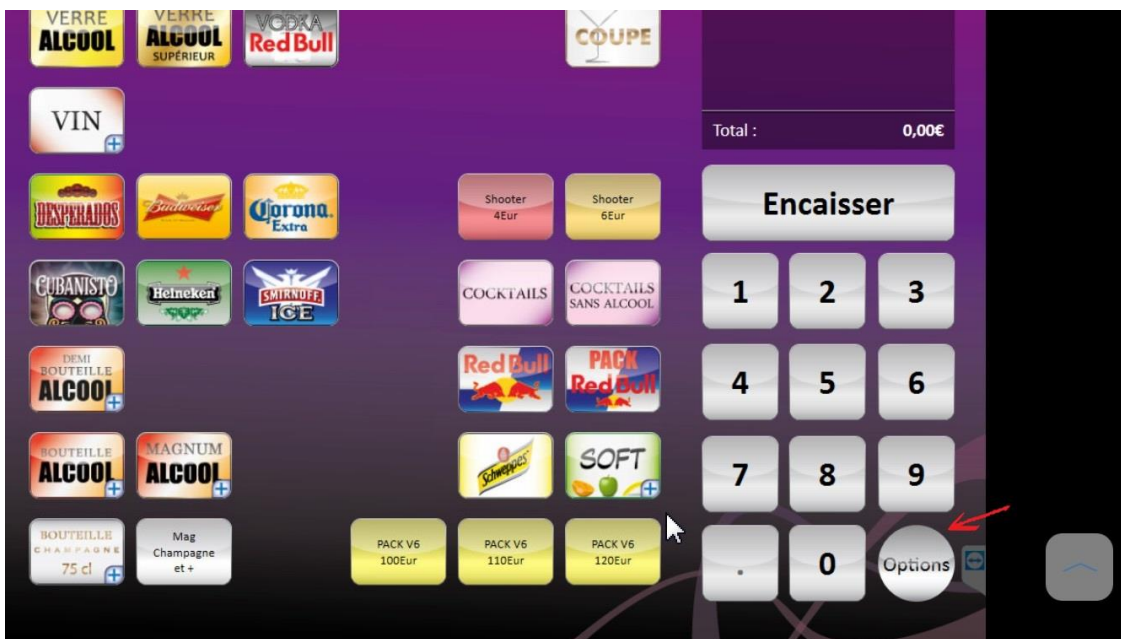 VERRE
ALCOOL
VERRE
ALCOOL
SUPÉRIEUR
VODKA
Red Bull
COUPE
VIN
Total :
0,00€
DESPERADOS
Budweiser
Corona.
Extra
Shooter
4Eur
Shooter
6Eur
Encaisser
CUBANISTO
Heineken
SMIRNOFF
ICE
COCKTAILS
COCKTAILS
SANS ALCOOL
1
2
3
DEMI
BOUTEILLE
ALCOOL
Red Bull
PACK
Red Bull
4
5
6
BOUTEILLE
ALCOOL
MAGNUM
ALCOOL
Schweppes
SOFT
7
8
9
BOUTEILLE
CHAMPAGNE
75 cl
Mag
Champagne
et +
PACK V6
100Eur
PACK V6
110Eur
PACK V6
120Eur
.
0
Options